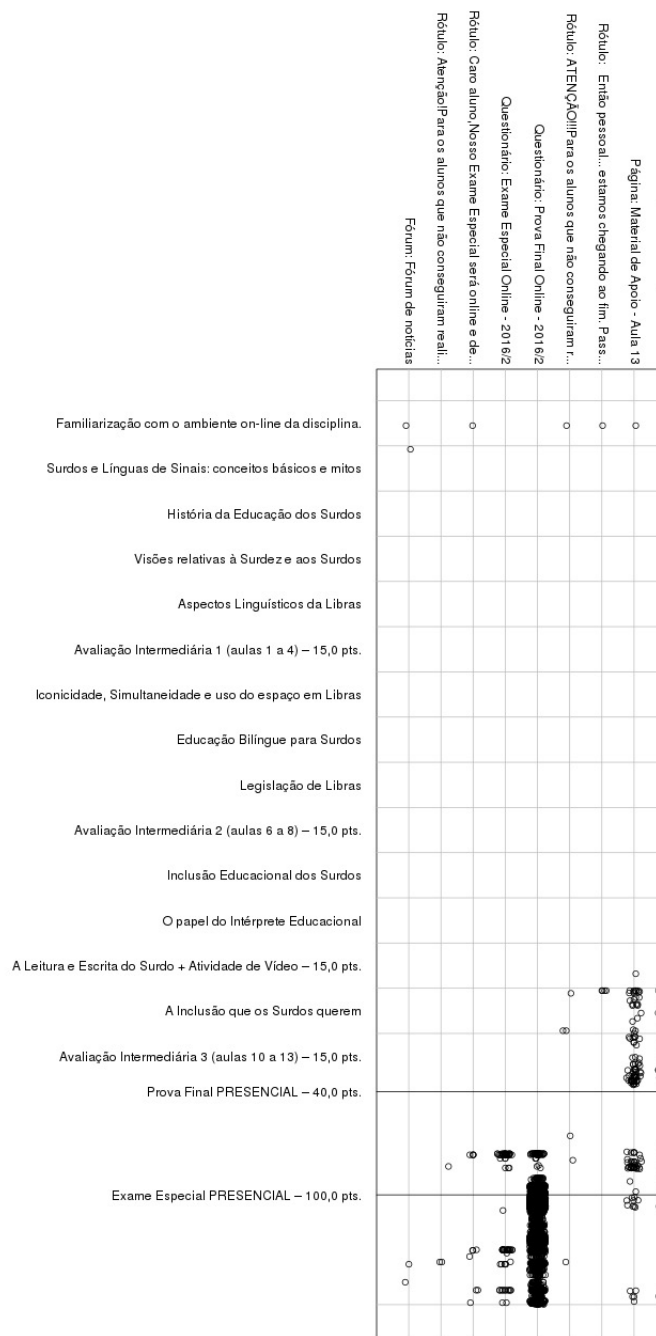 Fórum: Fórum de notícias
Rótulo: Atenção!Para os alunos que não conseguiram reali...
Rótulo: Caro aluno,Nosso Exame Especial será online e de...
Questionário: Exame Especial Online - 2016/2
Questionário: Prova Final Online - 2016/2
Rótulo: ATENÇÃO!!!Para os alunos que não conseguiram r...
Rótulo: Então pessoal... estamos chegando ao fim. Pass...
Página: Material de Apoio - Aula 13
Familiarização com o ambiente on-line da disciplina.
Surdos e Línguas de Sinais: conceitos básicos e mitos
História da Educação dos Surdos
Visões relativas à Surdez e aos Surdos
Aspectos Linguísticos da Libras
Avaliação Intermediária 1 (aulas 1 a 4) – 15,0 pts.
Iconicidade, Simultaneidade e uso do espaço em Libras
Educação Bilíngue para Surdos
Legislação de Libras
Avaliação Intermediária 2 (aulas 6 a 8) – 15,0 pts.
Inclusão Educacional dos Surdos
O papel do Intérprete Educacional
A Leitura e Escrita do Surdo + Atividade de Vídeo – 15,0 pts.
A Inclusão que os Surdos querem
Avaliação Intermediária 3 (aulas 10 a 13) – 15,0 pts.
Prova Final PRESENCIAL – 40,0 pts.
Exame Especial PRESENCIAL – 100,0 pts.